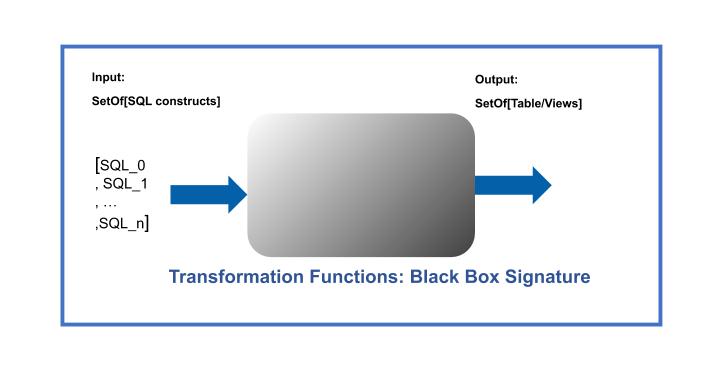 Input:
SetOf[SQL constructs]
Output:
SetOf[Table/Views]
[SQL_0
, SQL_1
, …
,SQL_n]
Transformation Functions: Black Box Signature